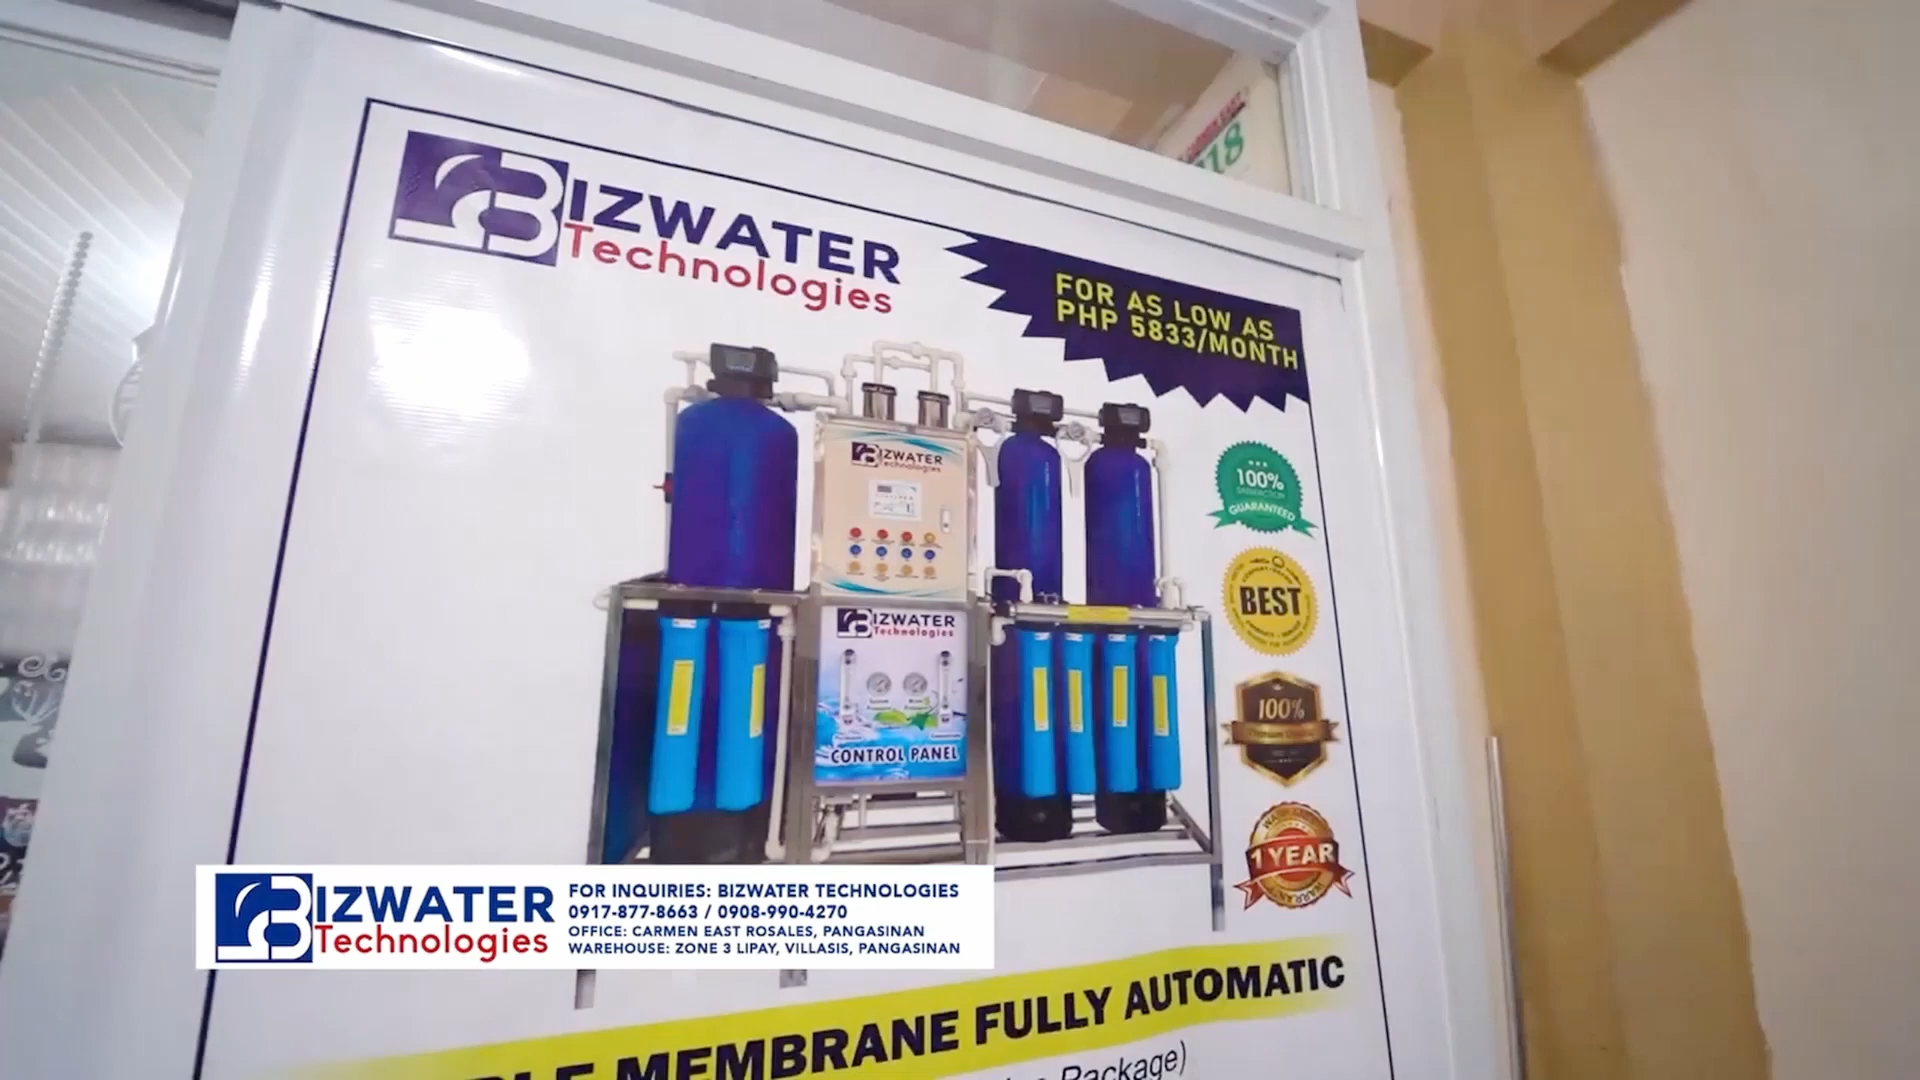 BIZWATER
Technologies
FOR AS LOW AS
PHP 5833/MONTH
18
BIZWATER
Technologies
100%
SATISFACTION
GUARANTEED
BEST
BIZWATER
Technologies
CONTROL PANEL
100%
1 YEAR
BIZWATER
Technologies
FOR INQUIRIES: BIZWATER TECHNOLOGIES
0917-877-8663 / 0908-990-4270
OFFICE: CARMEN EAST ROSALES, PANGASINAN
WAREHOUSE: ZONE 3 LIPAY, VILLASIS, PANGASINAN
MEMBRANE FULLY AUTOMATIC
Package)